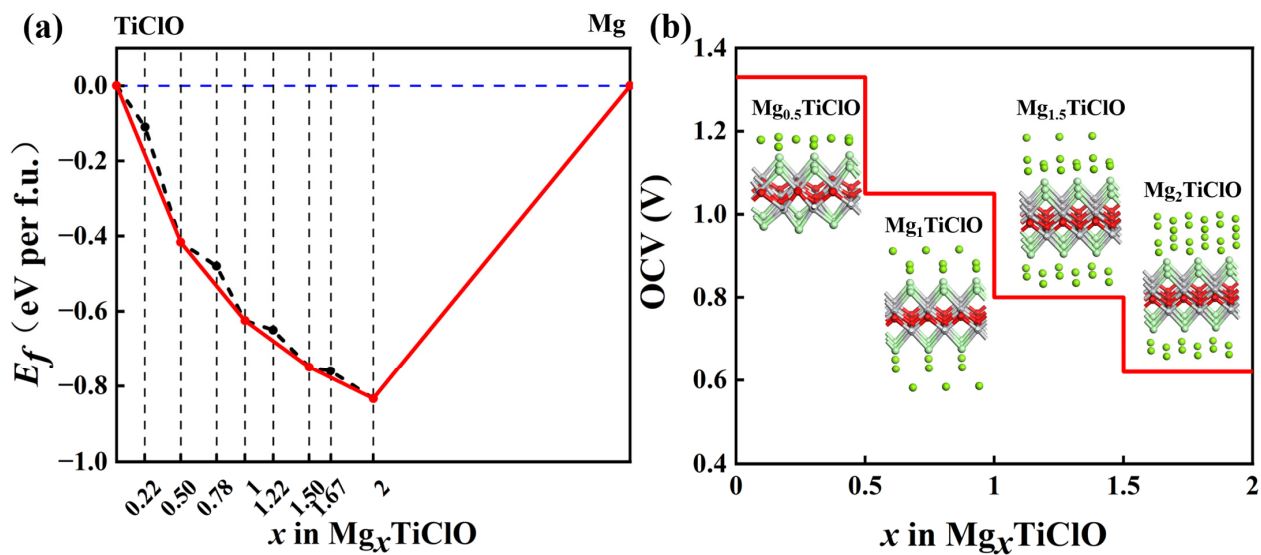 (a)
TiClO
Mg
0.0
−0.2
−0.4
−0.6
−0.8
−1.0
Ef (eV per f.u.)
0.22
0.50
0.78
1
1.22
1.50
1.67
2
x in MgxTiClO
(b)
1.4
1.2
1.0
0.8
0.6
0.4
OCV (V)
Mg0.5TiClO
Mg1TiClO
Mg1.5TiClO
Mg2TiClO
0
0.5
1
1.5
2
x in MgxTiClO